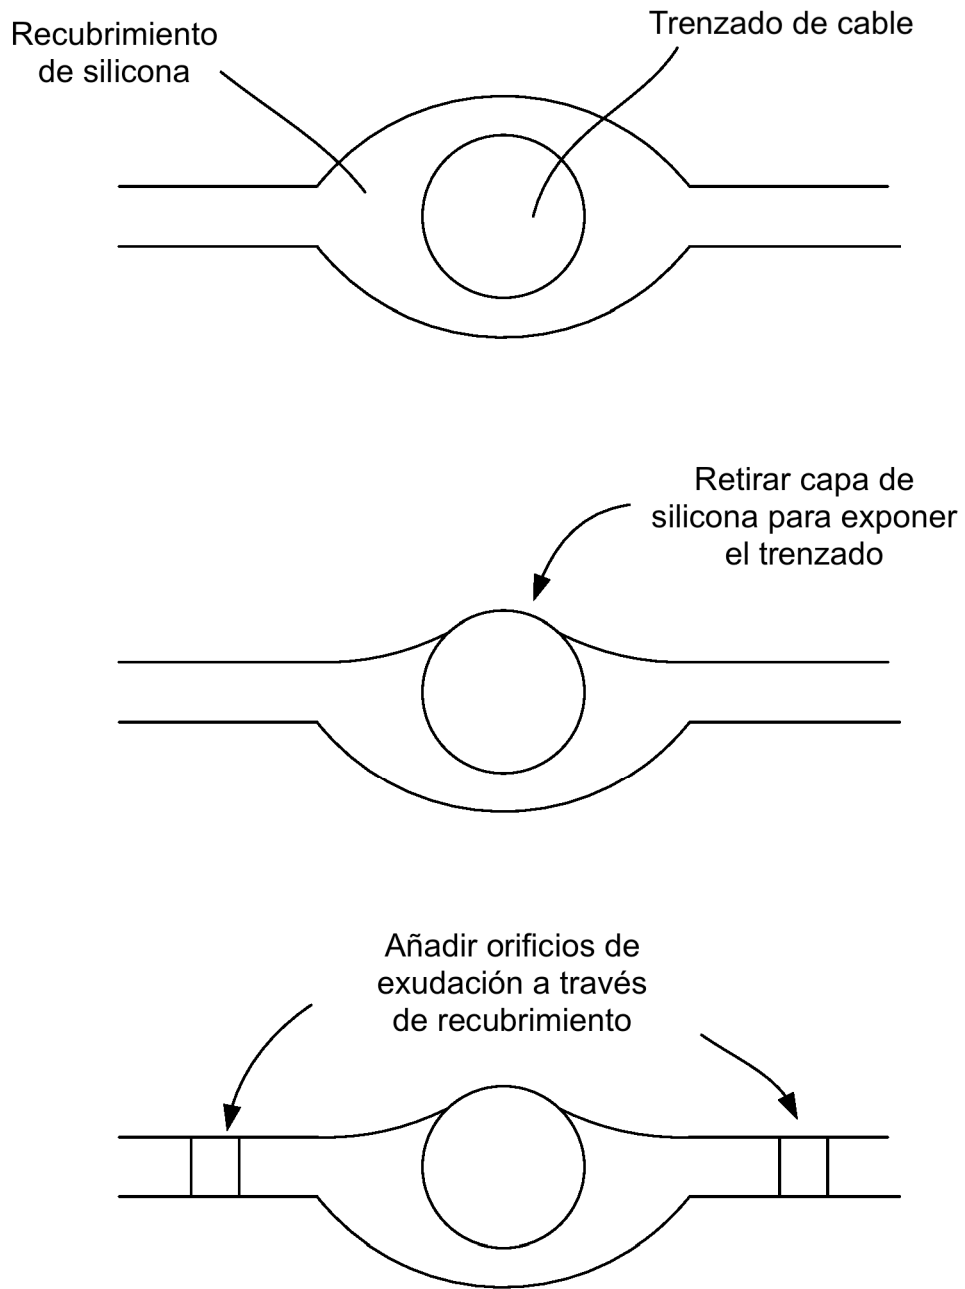 Recubrimiento
de silicona
Trenzado de cable
Retirar capa de
silicona para exponer
el trenzado
Añadir orificios de
exudación a través
de recubrimiento